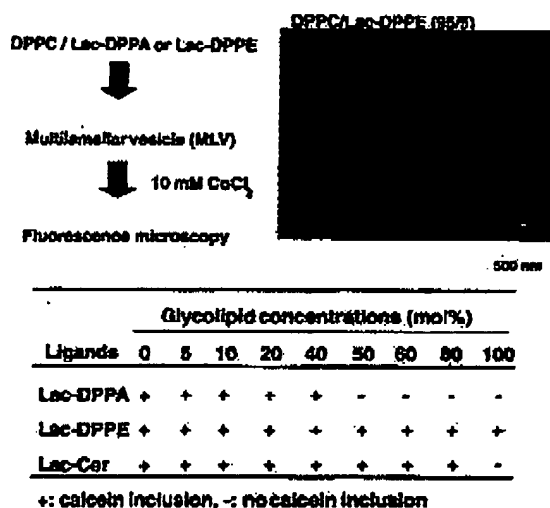 DPPC / Lac-DPPA or Lac-DPPE
Multilamellar vesicle (MLV)
10 mM CoCl2
Fluorescence microscopy
DPPC/Lac-DPPE (95/5)
500 nm
Glycolipid concentrations (mol%)
Ligands 0 5 10 20 40 50 60 80 100
Lac-DPPA + + + + + - - - -
Lac-DPPE + + + + + + + + +
Lac-Cer + + + + + + + + -
+: calcein inclusion, -: no calcein inclusion